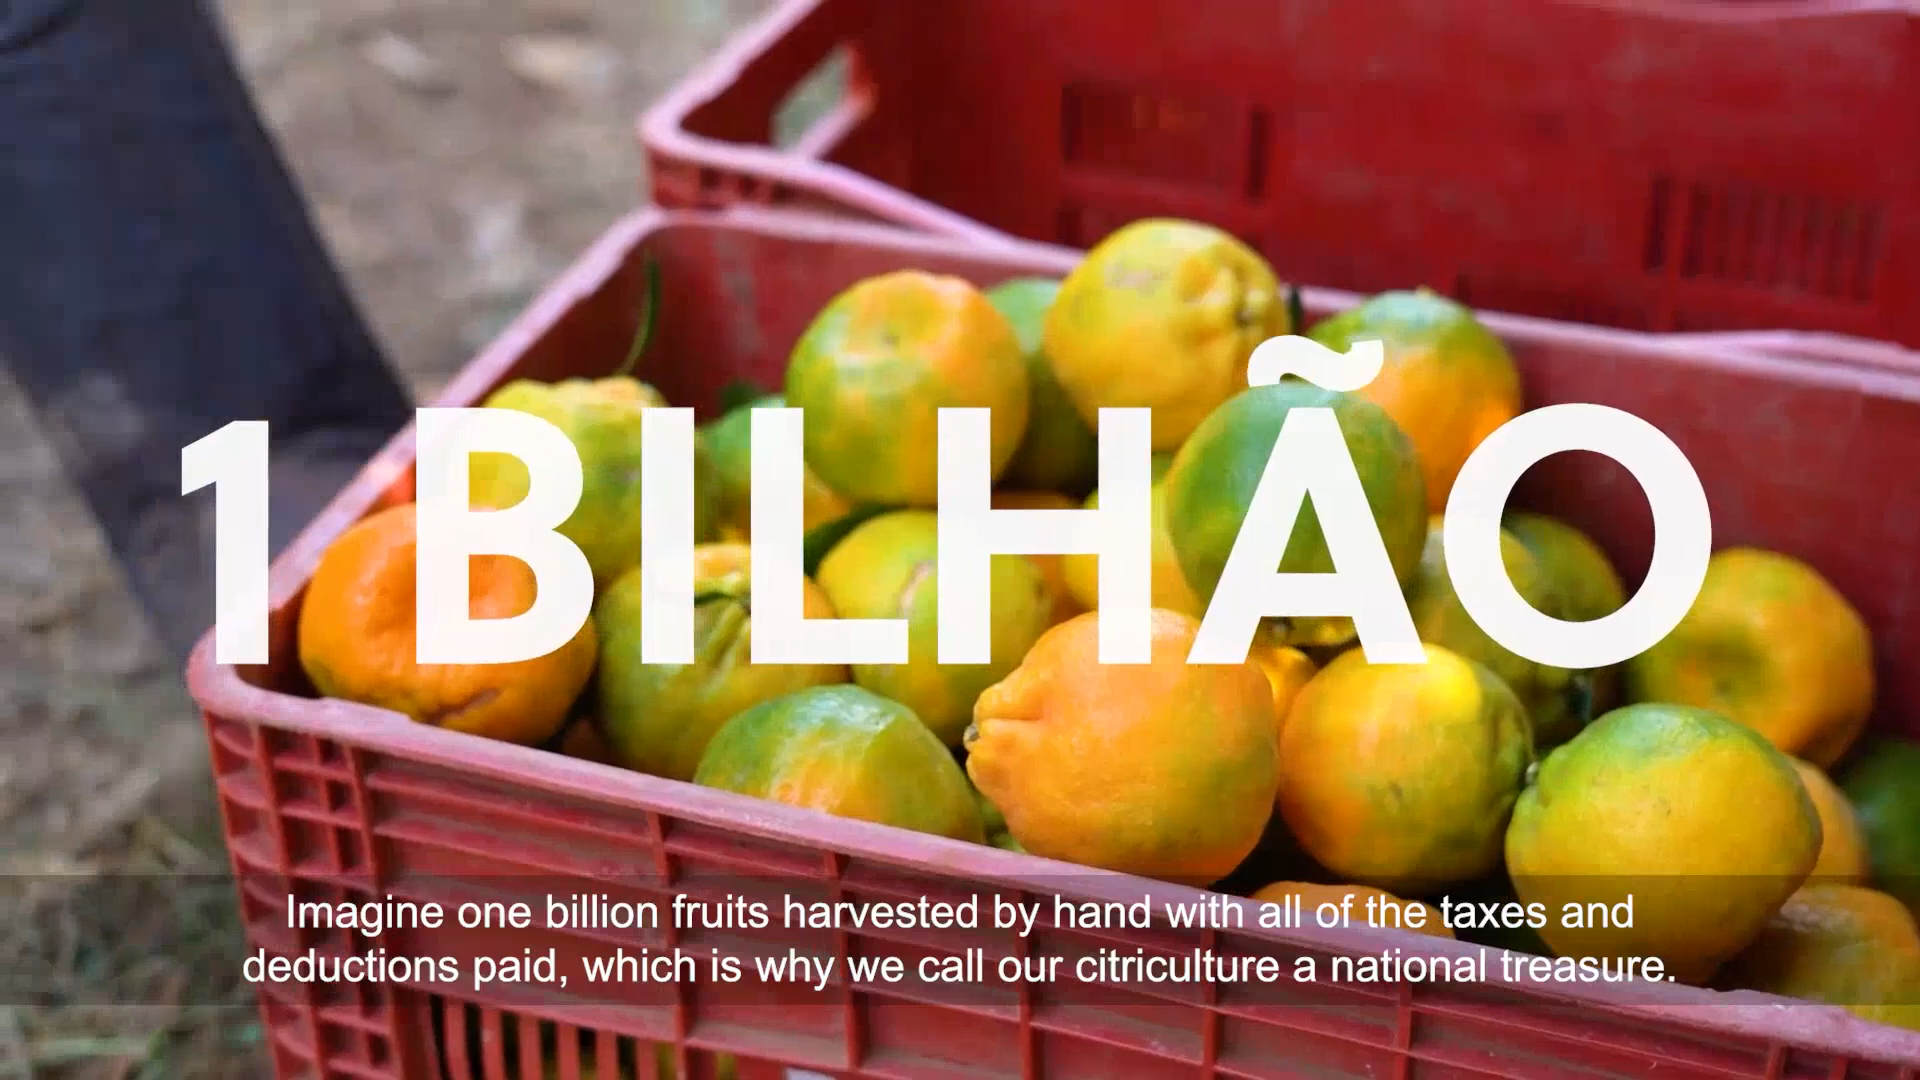 1 BILHÃO
Imagine one billion fruits harvested by hand with all of the taxes and
deductions paid, which is why we call our citriculture a national treasure.